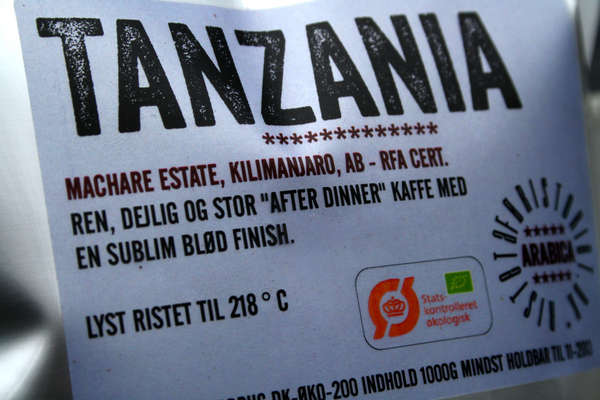 TANZANIA
*************
MACHARE ESTATE, KILIMANJARO, AB - RFA CERT.
REN, DEJLIG OG STOR "AFTER DINNER" KAFFE MED
EN SUBLIM BLØD FINISH.
LYST RISTET TIL 218° C
*****
ARABICA
*****
Stats-
kontrolleret
økologisk
DK-ØKO-200 INDHOLD 1000G MINDST HOLDBAR TIL 11-